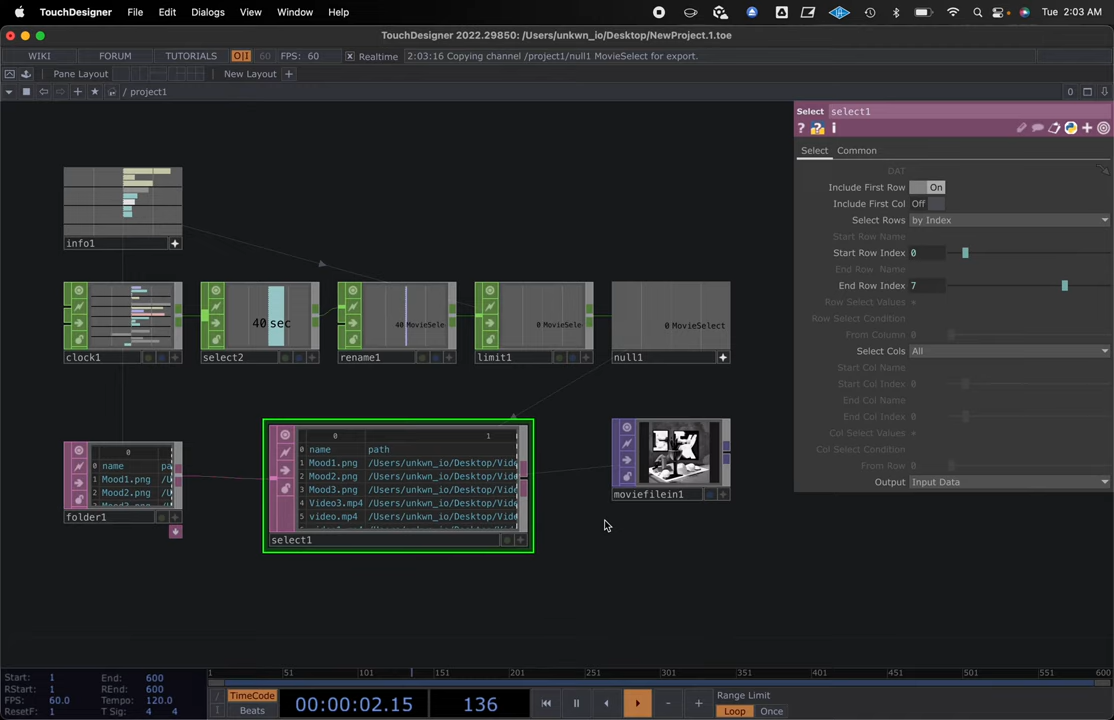 TouchDesigner File Edit Dialogs View Window Help Tue. 2:03 AM
TouchDesigner 2022.29850: /Users/unkwn_io/Desktop/NewProject.1.toe
WIKI FORUM TUTORIALS O|I 60 FPS: 60 Realtime 2:03:16 Copying channel /project1/null1 MovieSelect for export.
Pane Layout New Layout
/ project1 0
Select select1
Select Common
DAT
Include First Row On
Include First Col Off
Select Rows by Index
Start Row Name
Start Row Index 0
End Row Name
End Row Index 7
Row Select Values
Row Select Condition
From Column 0
Select Cols All
Start Col Name
Start Col Index 0
End Col Name
End Col Index 0
Col Select Values
Col Select Condition
From Row 0
Output Input Data
info1
40 sec
40 MovieSele
0 MovieSele
0 MovieSelect
clock1 select2 rename1 limit1 null1
0
0 name pa
1 Mood1.png /U
2 Mood2.png /U
folder1
0 1
0 name path
1 Mood1.png /Users/unkwn_io/Desktop/Vide
2 Mood2.png /Users/unkwn_io/Desktop/Vide
3 Mood3.png /Users/unkwn_io/Desktop/Vide
4 Video3.mp4 /Users/unkwn_io/Desktop/Vide
5 video.mp4 /Users/unkwn_io/Desktop/Vide
select1
moviefilein1
1 51 101 151 201 251 301 351 401 451 501 551 600
Start: 1 End: 600
RStart: 1 REnd: 600
FPS: 60.0 Tempo: 120.0
ResetF: 1 T Sig: 4 4
TimeCode
Beats
00:00:02.15
136
Range Limit
Loop Once